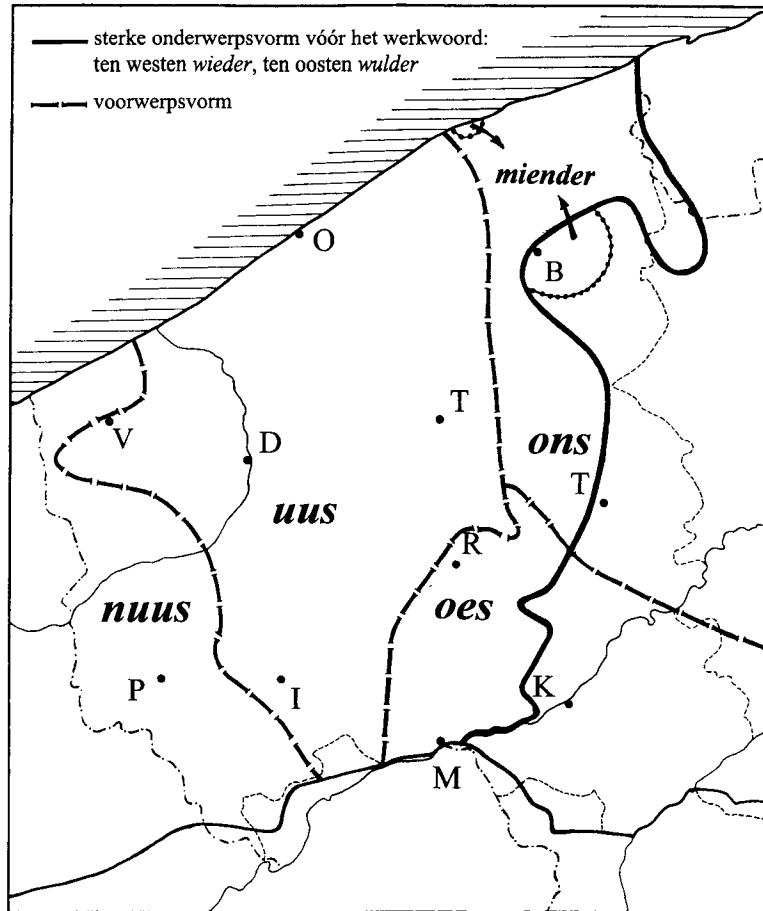 sterke onderwerpsvorm vóór het werkwoord:
ten westen wieder, ten oosten wulder
voorwerpsvorm
miender
O
B
V
D
T
ons
T
uus
R
nuus
oes
P
I
K
M